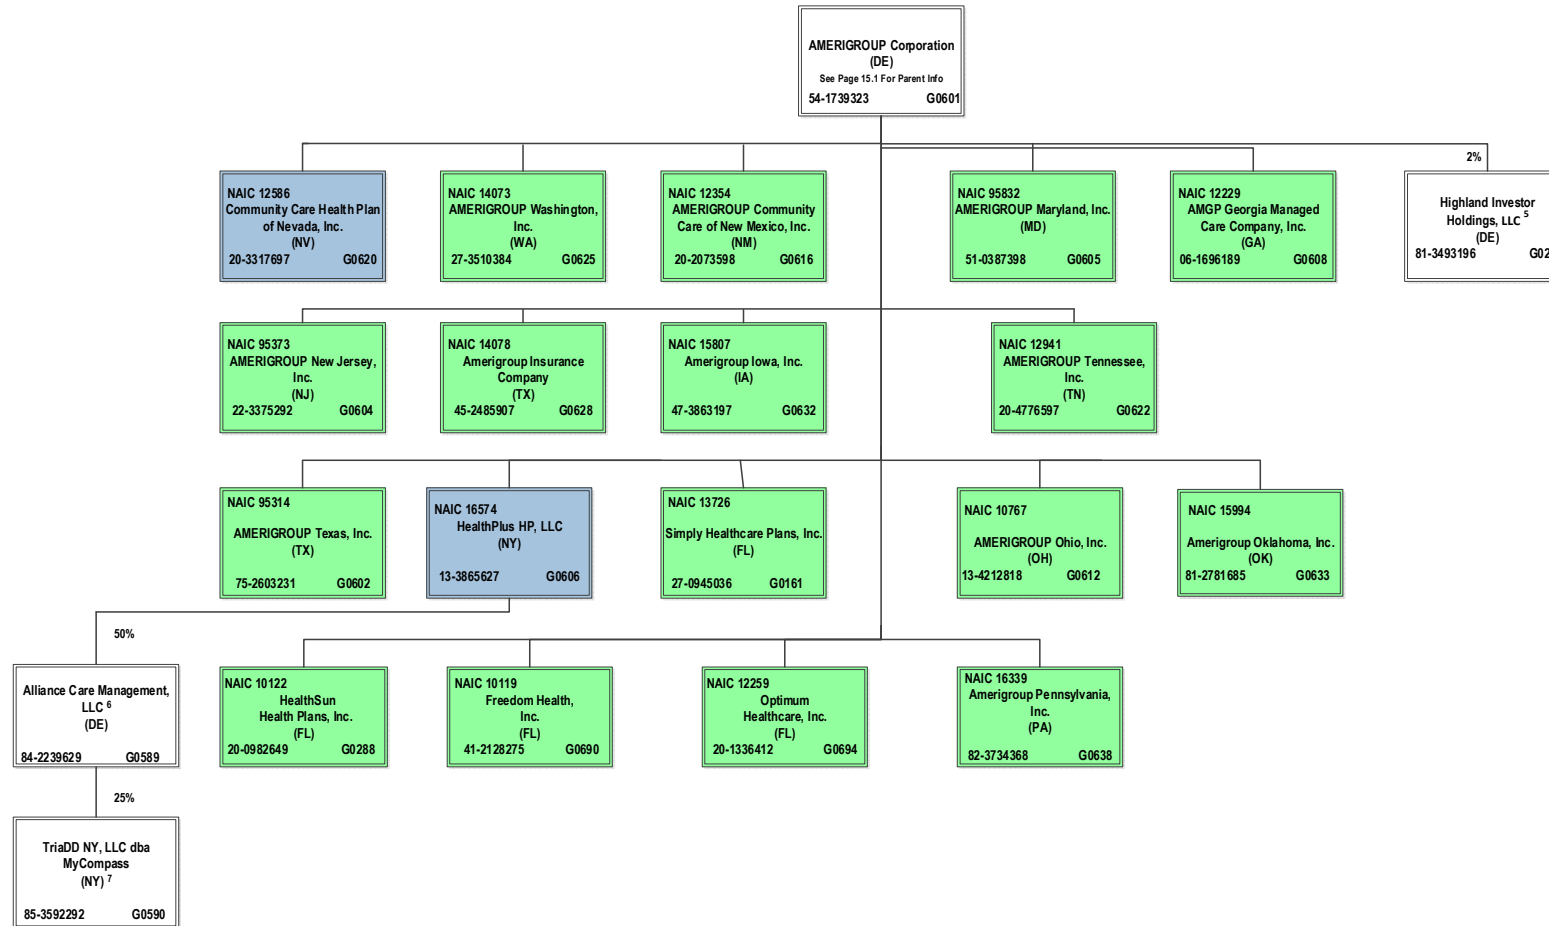 AMERIGROUP Corporation
(DE)
See Page 15.1 For Parent Info
54-1739323 G0601
2%
NAIC 12586
Community Care Health Plan
of Nevada, Inc.
(NV)
20-3317697 G0620
NAIC 14073
AMERIGROUP Washington,
Inc.
(WA)
27-3510384 G0625
NAIC 12354
AMERIGROUP Community
Care of New Mexico, Inc.
(NM)
20-2073598 G0616
NAIC 95832
AMERIGROUP Maryland, Inc.
(MD)
51-0387398 G0605
NAIC 12229
AMGP Georgia Managed
Care Company, Inc.
(GA)
06-1696189 G0608
Highland Investor
Holdings, LLC 5
(DE)
81-3493196 G02
NAIC 95373
AMERIGROUP New Jersey,
Inc.
(NJ)
22-3375292 G0604
NAIC 14078
Amerigroup Insurance
Company
(TX)
45-2485907 G0628
NAIC 15807
Amerigroup Iowa, Inc.
(IA)
47-3863197 G0632
NAIC 12941
AMERIGROUP Tennessee,
Inc.
(TN)
20-4776597 G0622
NAIC 95314
AMERIGROUP Texas, Inc.
(TX)
75-2603231 G0602
NAIC 16574
HealthPlus HP, LLC
(NY)
13-3865627 G0606
NAIC 13726
Simply Healthcare Plans, Inc.
(FL)
27-0945036 G0161
NAIC 10767
AMERIGROUP Ohio, Inc.
(OH)
13-4212818 G0612
NAIC 15994
Amerigroup Oklahoma, Inc.
(OK)
81-2781685 G0633
50%
Alliance Care Management,
LLC 6
(DE)
84-2239629 G0589
NAIC 10122
HealthSun
Health Plans, Inc.
(FL)
20-0982649 G0288
NAIC 10119
Freedom Health,
Inc.
(FL)
41-2128275 G0690
NAIC 12259
Optimum
Healthcare, Inc.
(FL)
20-1336412 G0694
NAIC 16339
Amerigroup Pennsylvania,
Inc.
(PA)
82-3734368 G0638
25%
TriaDD NY, LLC dba
MyCompass
(NY) 7
85-3592292 G0590